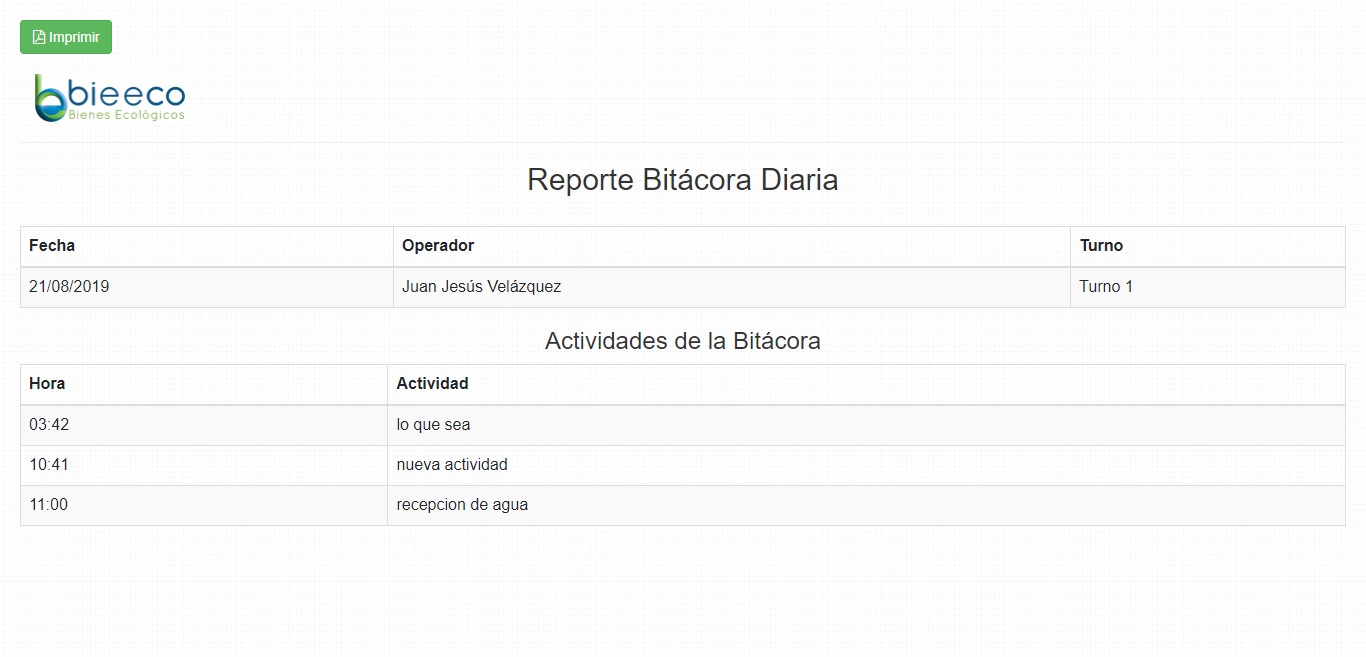 Imprimir
bieeco
Bienes Ecológicos
Reporte Bitácora Diaria
Fecha Operador Turno
21/08/2019 Juan Jesús Velázquez Turno 1
Actividades de la Bitácora
Hora Actividad
03:42 lo que sea
10:41 nueva actividad
11:00 recepcion de agua